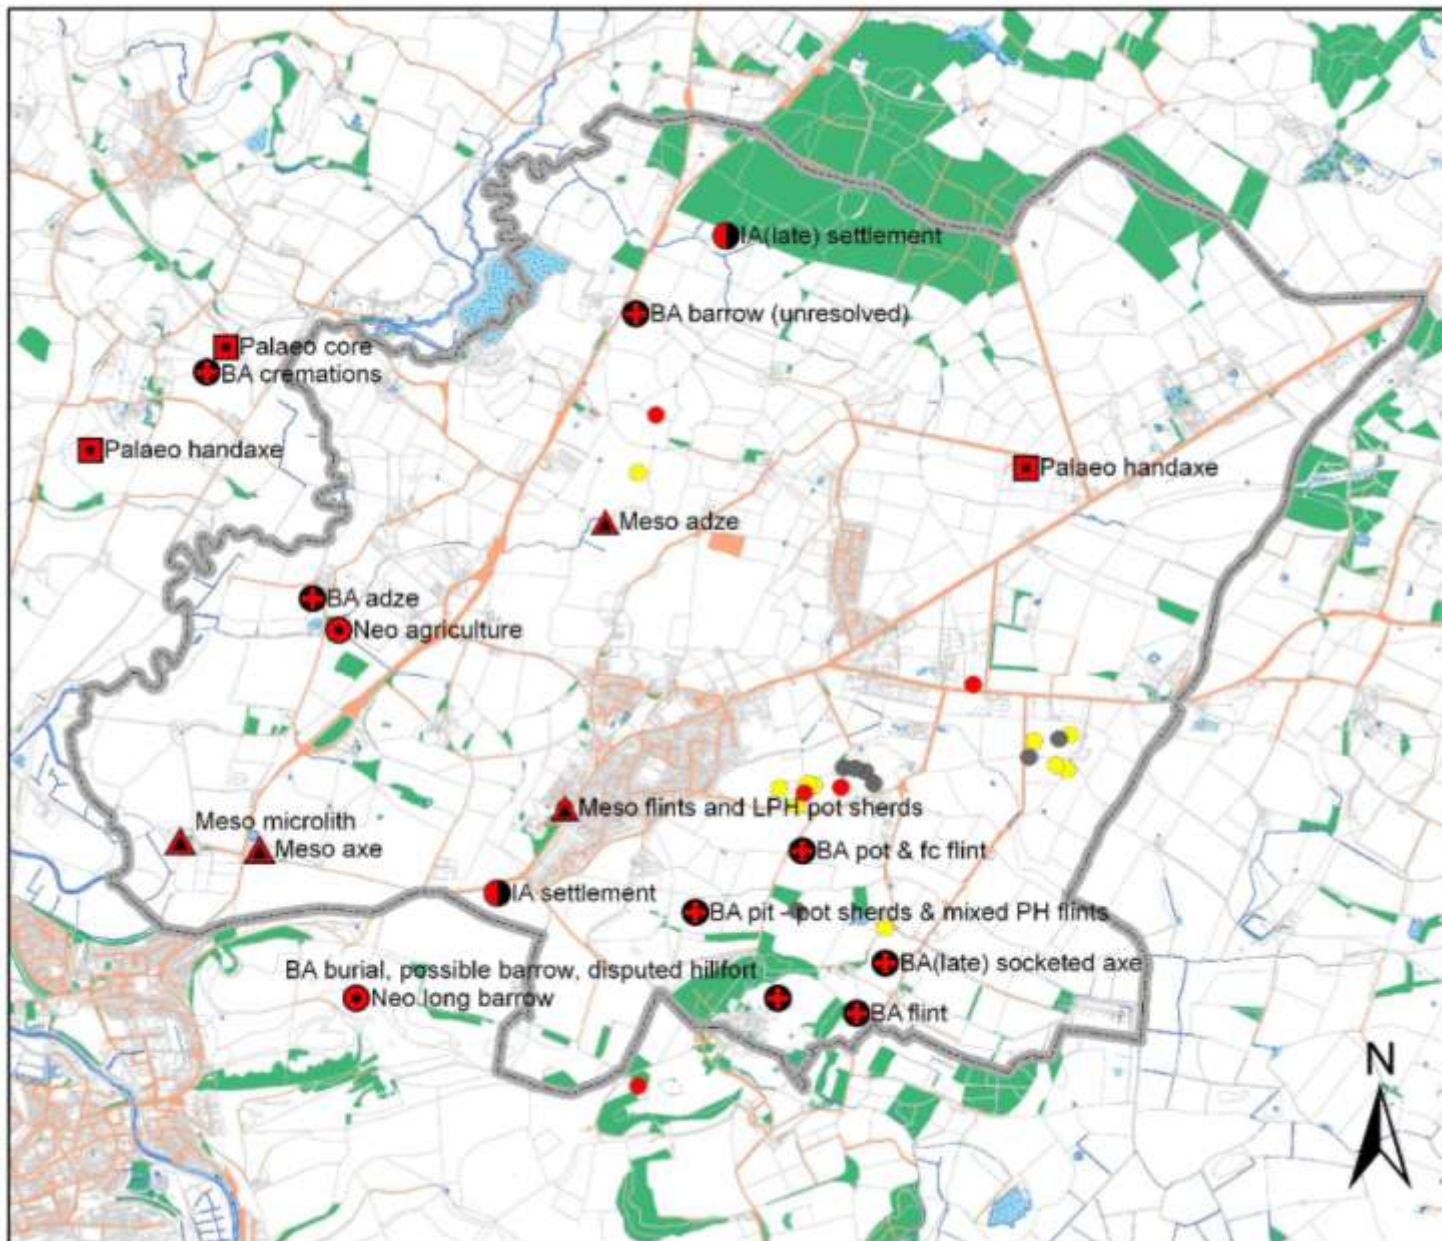 IA(late) settlement
BA barrow (unresolved)
Palaeo core
BA cremations
Palaeo handaxe
Palaeo handaxe
Meso adze
BA adze
Neo agriculture
Meso flints and LPH pot sherds
Meso microlith
Meso axe
BA pot & fc flint
IA settlement
BA pit - pot sherds & mixed PH flints
BA(late) socketed axe
BA burial, possible barrow, disputed hillfort
Neo long barrow
BA flint
N